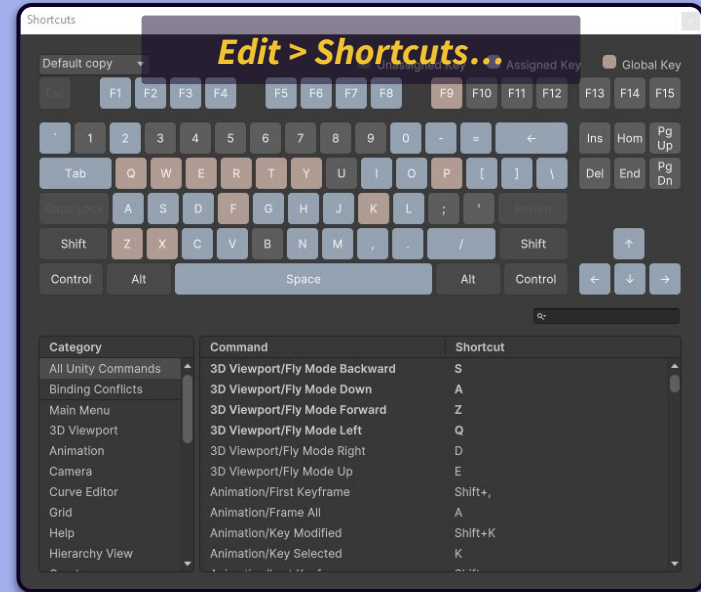 Shortcuts
Edit > Shortcuts…
Default copy Unassigned Key Assigned Key Global Key
Esc F1 F2 F3 F4 F5 F6 F7 F8 F9 F10 F11 F12 F13 F14 F15
` 1 2 3 4 5 6 7 8 9 0 - = ← Ins Hom Pg Up
Tab Q W E R T Y U I O P [ ] \ Del End Pg Dn
Caps Lock A S D F G H J K L ; ' Return
Shift Z X C V B N M , . / Shift ↑
Control Alt Space Alt Control ← ↓ →
Category Command Shortcut
All Unity Commands 3D Viewport/Fly Mode Backward S
Binding Conflicts 3D Viewport/Fly Mode Down A
Main Menu 3D Viewport/Fly Mode Forward Z
3D Viewport 3D Viewport/Fly Mode Left Q
Animation 3D Viewport/Fly Mode Right D
Camera 3D Viewport/Fly Mode Up E
Curve Editor Animation/First Keyframe Shift+,
Grid Animation/Frame All A
Help Animation/Key Modified Shift+K
Hierarchy View Animation/Key Selected K